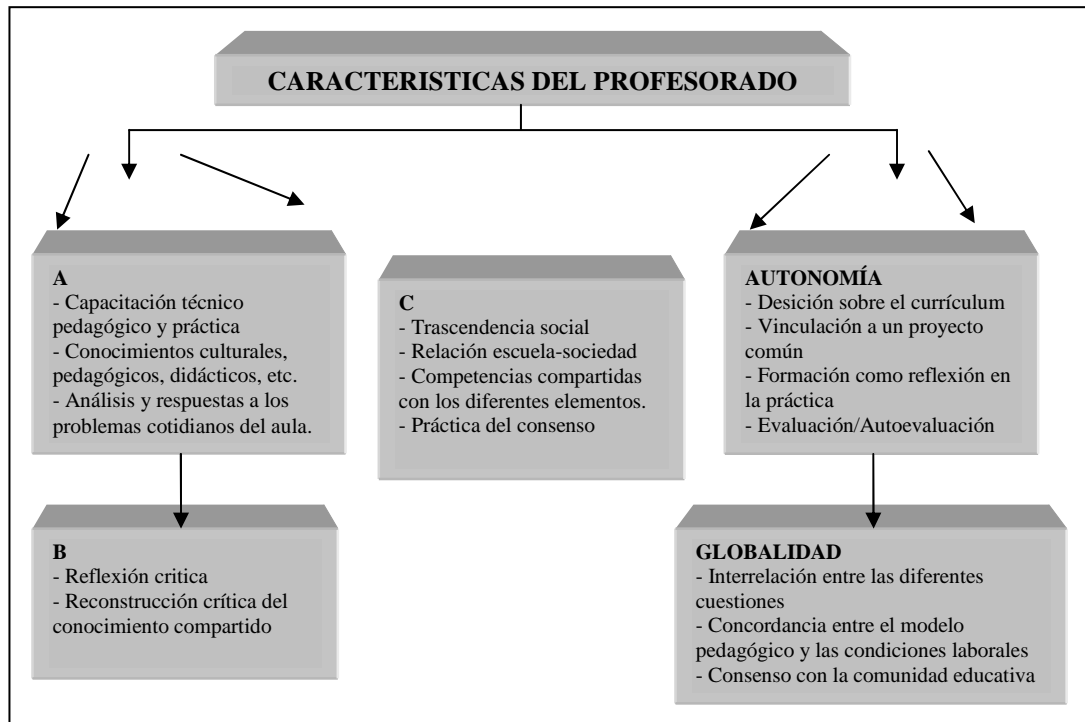 CARACTERISTICAS DEL PROFESORADO
A
- Capacitación técnico
pedagógico y práctica
- Conocimientos culturales,
pedagógicos, didácticos, etc.
- Análisis y respuestas a los
problemas cotidianos del aula.
B
- Reflexión critica
- Reconstrucción crítica del
conocimiento compartido
C
- Trascendencia social
- Relación escuela-sociedad
- Competencias compartidas
con los diferentes elementos.
- Práctica del consenso
AUTONOMÍA
- Desición sobre el currículum
- Vinculación a un proyecto
común
- Formación como reflexión en
la práctica
- Evaluación/Autoevaluación
GLOBALIDAD
- Interrelación entre las diferentes
cuestiones
- Concordancia entre el modelo
pedagógico y las condiciones laborales
- Consenso con la comunidad educativa